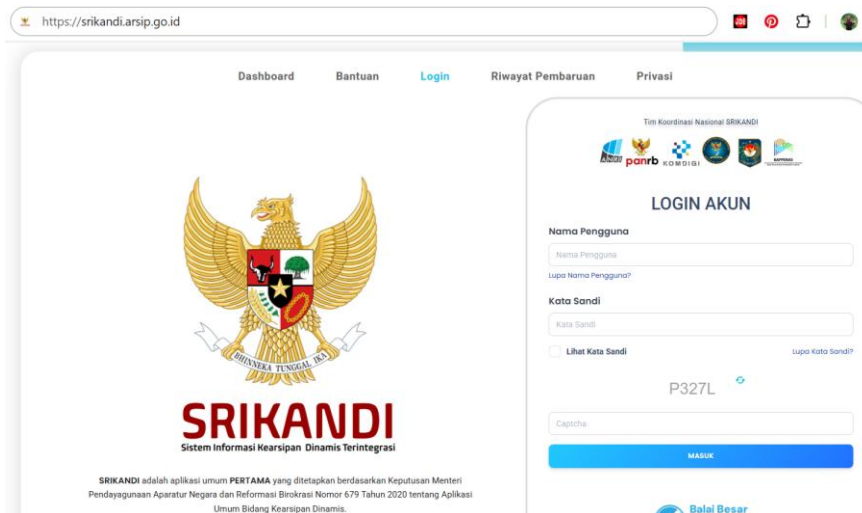 https://srikandi.arsip.go.id
Dashboard Bantuan Login Riwayat Pembaruan Privasi
Tim Koordinasi Nasional SRIKANDI
panrb KOMDIGI
LOGIN AKUN
Nama Pengguna
Nama Pengguna
Lupa Nama Pengguna?
Kata Sandi
Kata Sandi
Lihat Kata Sandi Lupa Kata Sandi?
P327L
Captcha
MASUK
Balai Besar
BHINNEKA TUNGGAL IKA
SRIKANDI
Sistem Informasi Kearsipan Dinamis Terintegrasi
SRIKANDI adalah aplikasi umum PERTAMA yang ditetapkan berdasarkan Keputusan Menteri
Pendayagunaan Aparatur Negara dan Reformasi Birokrasi Nomor 679 Tahun 2020 tentang Aplikasi
Umum Bidang Kearsipan Dinamis.